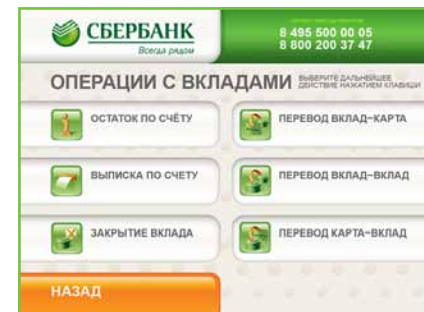 СБЕРБАНК
Всегда рядом
8 495 500 00 05
8 800 200 37 47
ОПЕРАЦИИ С ВКЛАДАМИ
ВЫБЕРИТЕ ДАЛЬНЕЙШЕЕ
ДЕЙСТВИЕ НАЖАТИЕМ КЛАВИШИ
ОСТАТОК ПО СЧЁТУ
ПЕРЕВОД ВКЛАД-КАРТА
ВЫПИСКА ПО СЧЕТУ
ПЕРЕВОД ВКЛАД-ВКЛАД
ЗАКРЫТИЕ ВКЛАДА
ПЕРЕВОД КАРТА-ВКЛАД
НАЗАД